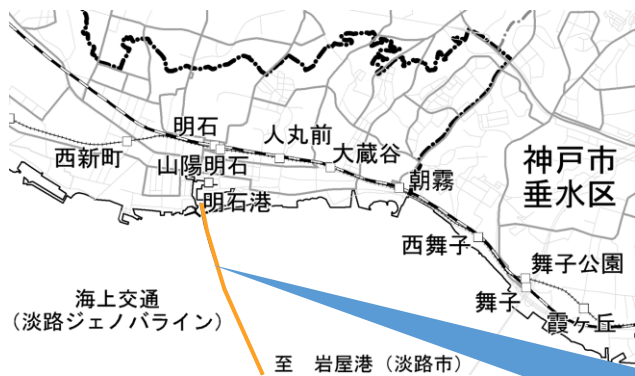 明石
人丸前
西新町
山陽明石
大蔵谷
神戸市
垂水区
朝霧
明石港
西舞子
舞子公園
海上交通
舞子
(淡路ジェノバライン)
霞ヶ丘
至 岩屋港(淡路市)